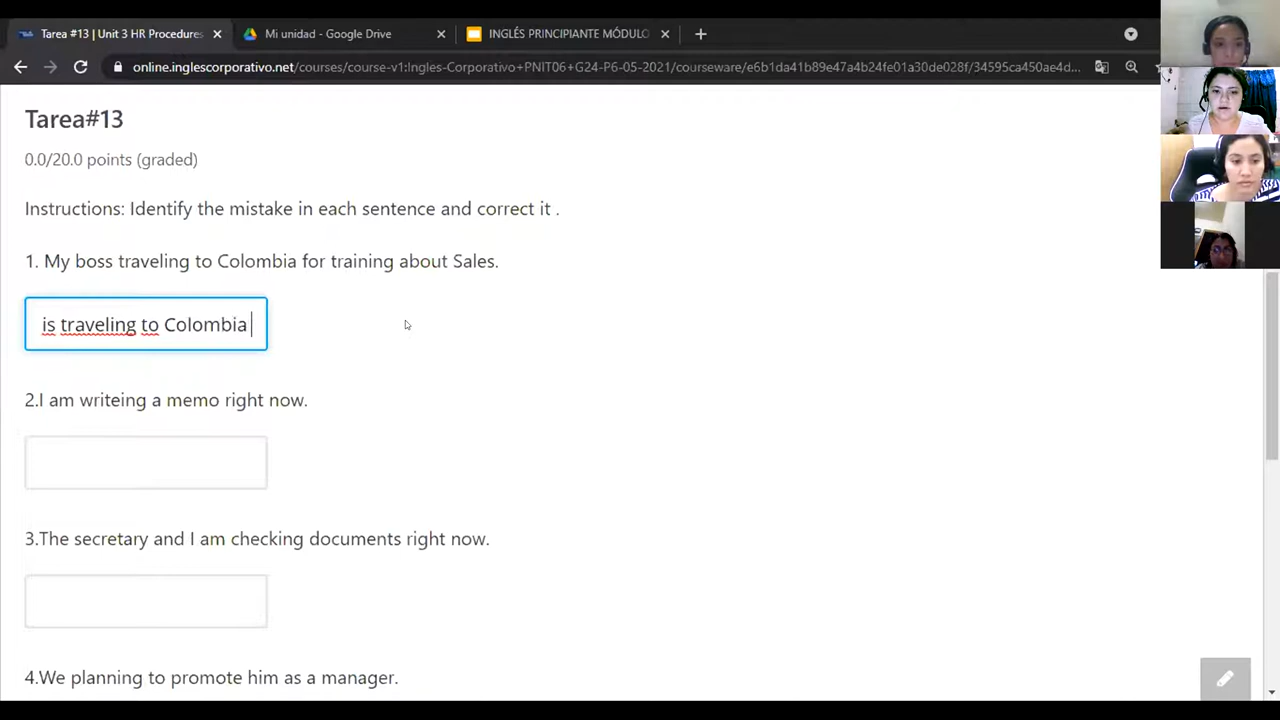 Tarea #13 | Unit 3 HR Procedures
Mi unidad - Google Drive
INGLÉS PRINCIPIANTE MÓDULO
online.inglescorporativo.net/courses/course-v1:Ingles-Corporativo+PNIT06+G24-P6-05-2021/courseware/e6b1da41b89e47a4b24fe01a30de028f/34595ca450ae4d...
Tarea#13
0.0/20.0 points (graded)
Instructions: Identify the mistake in each sentence and correct it .
1. My boss traveling to Colombia for training about Sales.
is traveling to Colombia
2.I am writeing a memo right now.
3.The secretary and I am checking documents right now.
4.We planning to promote him as a manager.